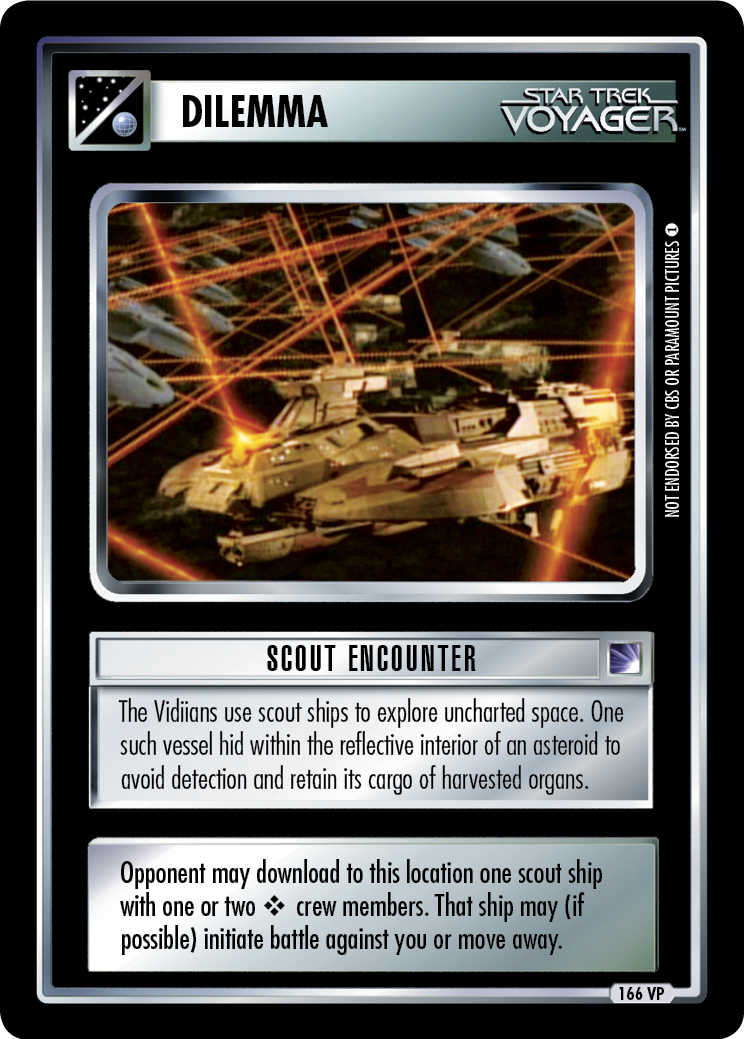 DILEMMA
STAR TREK
VOYAGER™
NOT ENDORSED BY CBS OR PARAMOUNT PICTURES 1
SCOUT ENCOUNTER
The Vidiians use scout ships to explore uncharted space. One
such vessel hid within the reflective interior of an asteroid to
avoid detection and retain its cargo of harvested organs.
Opponent may download to this location one scout ship
with one or two ❖ crew members. That ship may (if
possible) initiate battle against you or move away.
166 VP